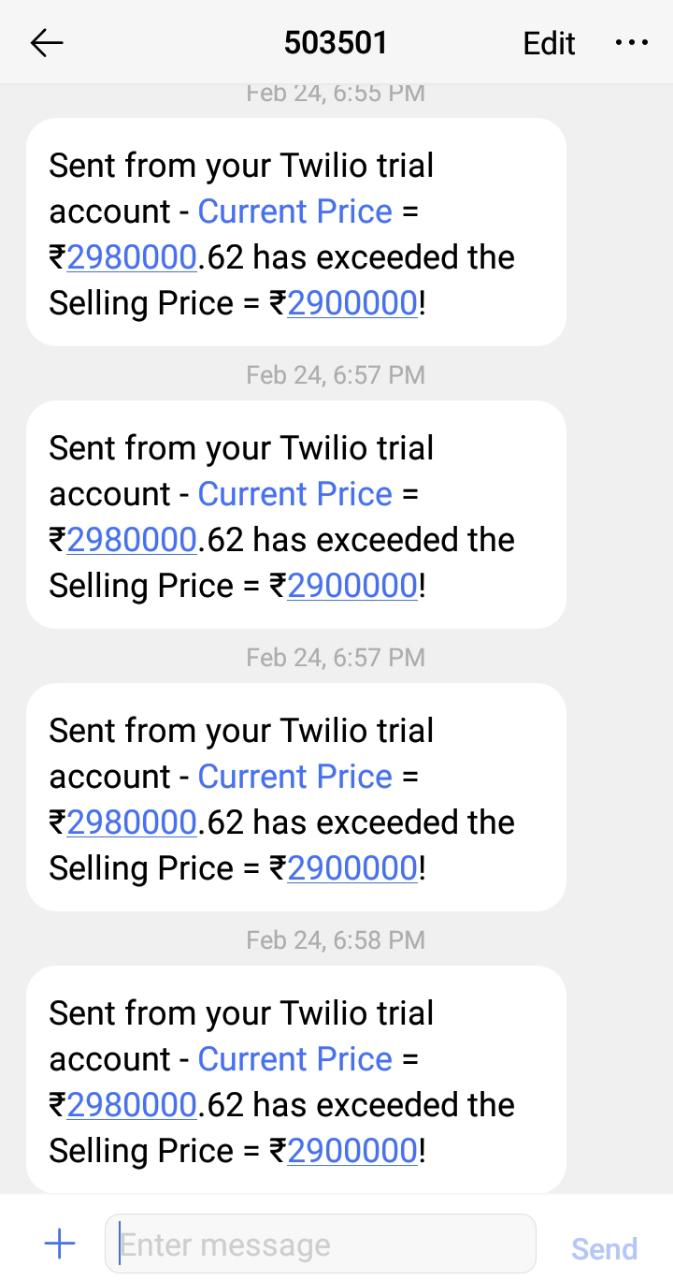 503501 Edit
Feb 24, 6:55 PM
Sent from your Twilio trial
account - Current Price =
₹2980000.62 has exceeded the
Selling Price = ₹2900000!
Feb 24, 6:57 PM
Sent from your Twilio trial
account - Current Price =
₹2980000.62 has exceeded the
Selling Price = ₹2900000!
Feb 24, 6:57 PM
Sent from your Twilio trial
account - Current Price =
₹2980000.62 has exceeded the
Selling Price = ₹2900000!
Feb 24, 6:58 PM
Sent from your Twilio trial
account - Current Price =
₹2980000.62 has exceeded the
Selling Price = ₹2900000!
Enter message Send